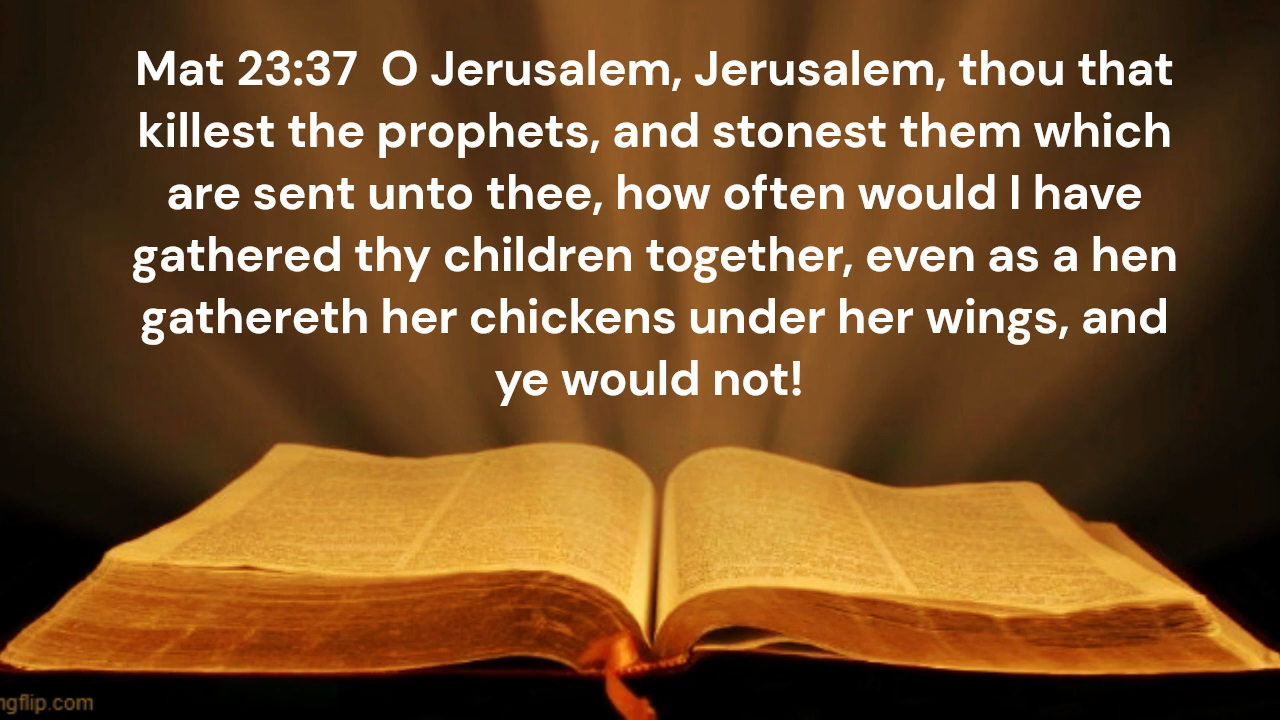 Mat 23:37  O Jerusalem, Jerusalem, thou that
killest the prophets, and stonest them which
are sent unto thee, how often would I have
gathered thy children together, even as a hen
gathereth her chickens under her wings, and
ye would not!
ngflip.com